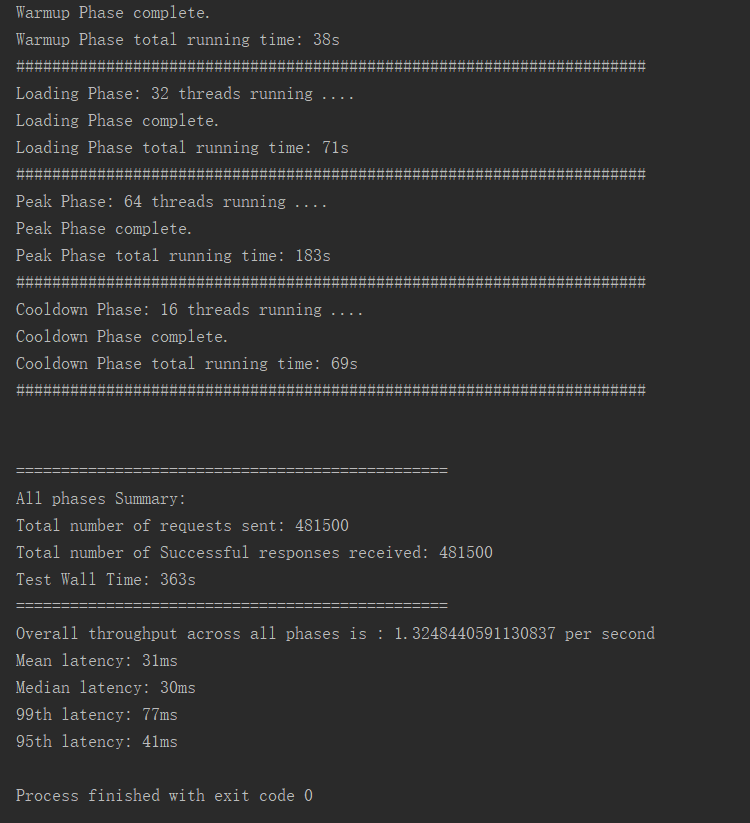 Warmup Phase complete.
Warmup Phase total running time: 38s
######################################################################
Loading Phase: 32 threads running ....
Loading Phase complete.
Loading Phase total running time: 71s
######################################################################
Peak Phase: 64 threads running ....
Peak Phase complete.
Peak Phase total running time: 183s
######################################################################
Cooldown Phase: 16 threads running ....
Cooldown Phase complete.
Cooldown Phase total running time: 69s
######################################################################
================================================
All phases Summary:
Total number of requests sent: 481500
Total number of Successful responses received: 481500
Test Wall Time: 363s
================================================
Overall throughput across all phases is : 1.3248440591130837 per second
Mean latency: 31ms
Median latency: 30ms
99th latency: 77ms
95th latency: 41ms
Process finished with exit code 0